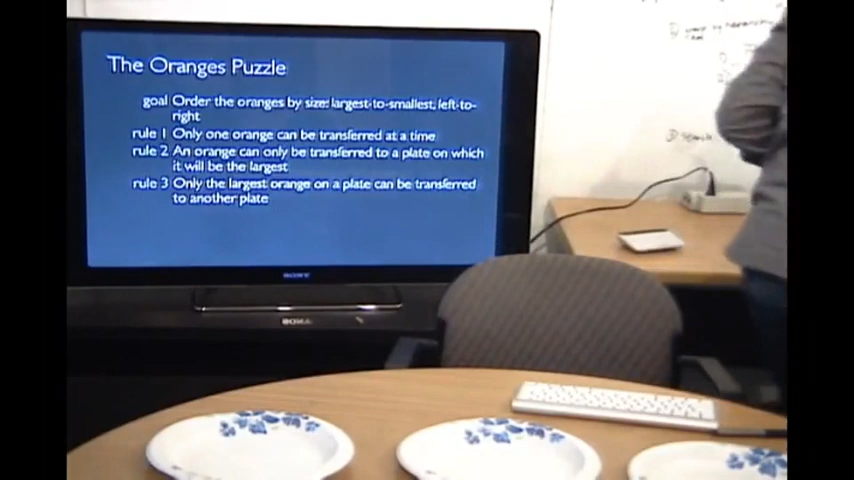 The Oranges Puzzle
goal Order the oranges by size: largest-to-smallest, left-to-
right
rule 1 Only one orange can be transferred at a time
rule 2 An orange can only be transferred to a plate on which
it will be the largest
rule 3 Only the largest orange on a plate can be transferred
to another plate
SONY
search